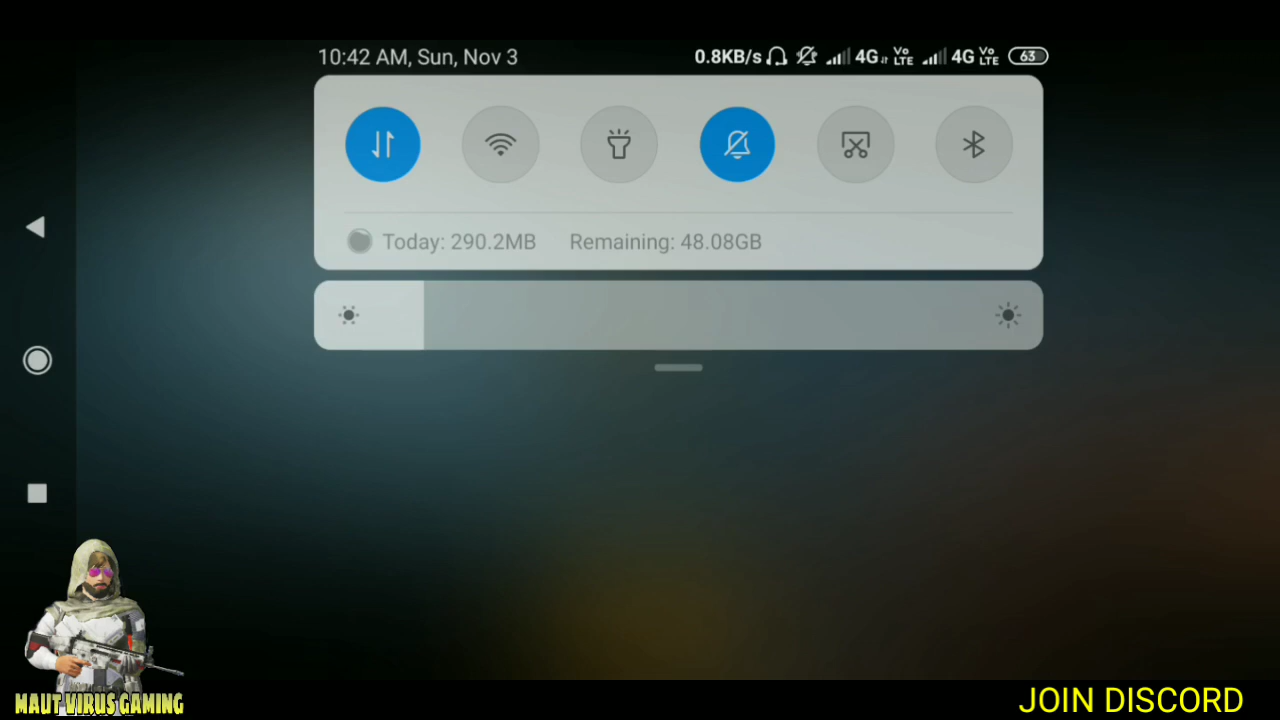 10:42 AM, Sun, Nov 3 0.8KB/s 4G Vo LTE 4G Vo LTE 63
Today: 290.2MB Remaining: 48.08GB
MAUT VIRUS GAMING
JOIN DISCORD